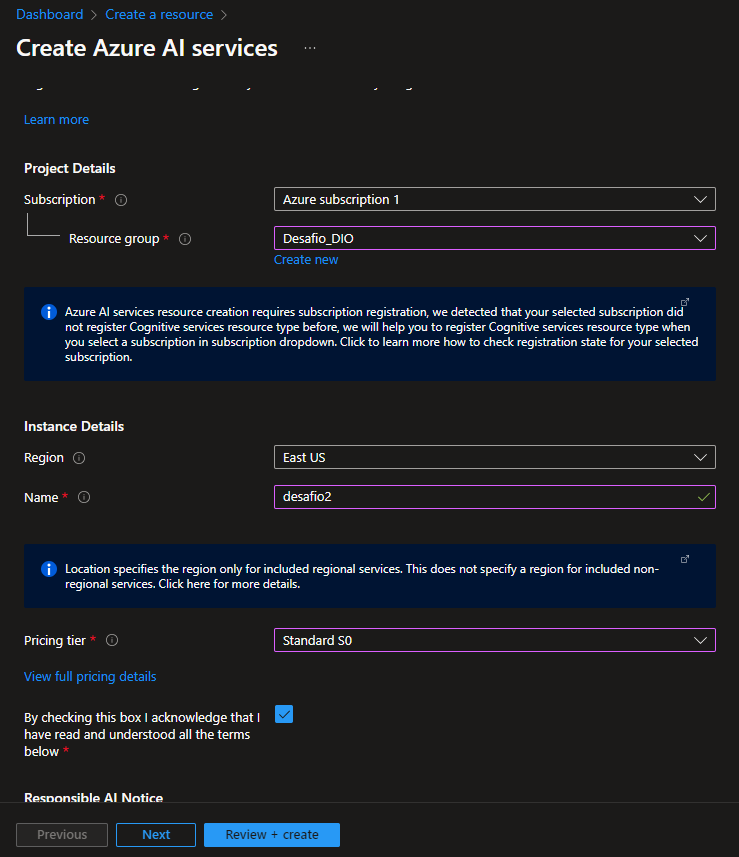 Dashboard > Create a resource >
Create Azure AI services ...
Learn more
Project Details
Subscription *
Azure subscription 1
Resource group *
Desafio_DIO
Create new
Azure AI services resource creation requires subscription registration, we detected that your selected subscription did
not register Cognitive services resource type before, we will help you to register Cognitive services resource type when
you select a subscription in subscription dropdown. Click to learn more how to check registration state for your selected
subscription.
Instance Details
Region
East US
Name *
desafio2
Location specifies the region only for included regional services. This does not specify a region for included non-
regional services. Click here for more details.
Pricing tier *
Standard S0
View full pricing details
By checking this box I acknowledge that I
have read and understood all the terms
below *
Responsible AI Notice
Previous
Next
Review + create